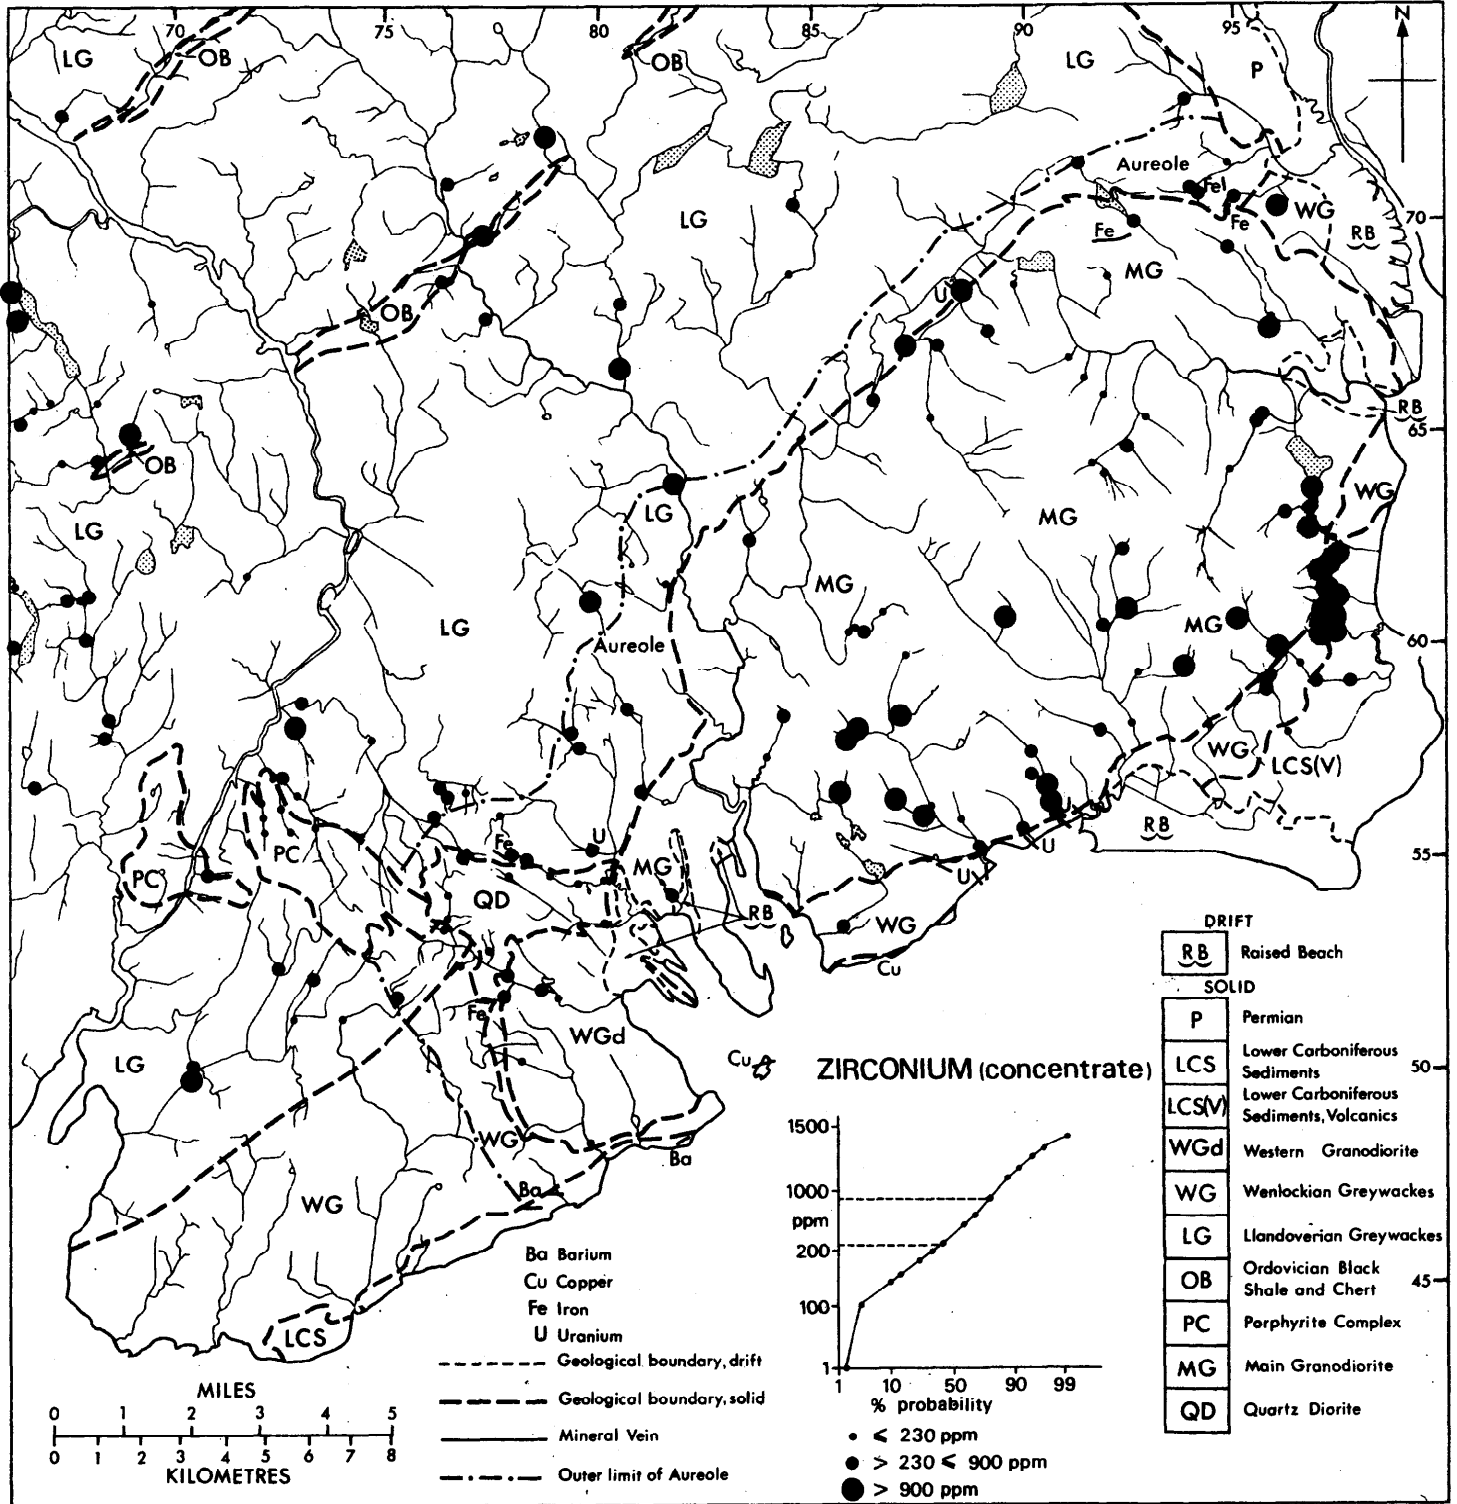 70 75 80 85 90 95 N
LG OB OB LG P
Aureole
Fe
LG WG RB
Fe Fe
MG
70
U
OB
RB
65
OB
LG WG
LG MG
MG
LG MG
Aureole 60
WG LCS(V)
RB
Fe U U
PC MG 55
PC QD U
RB WG
Cu
Fe
WGd
LG Cu
WG
Ba
Ba
WG
LCS
ZIRCONIUM (concentrate)
1500
1000
ppm
200
100
1
1 10 50 90 99
% probability
≤ 230 ppm
> 230 ≤ 900 ppm
> 900 ppm
DRIFT
RB Raised Beach
SOLID
P Permian
50
LCS Lower Carboniferous
Sediments
LCS(V) Lower Carboniferous
Sediments, Volcanics
WGd Western Granodiorite
WG Wenlockian Greywackes
LG Llandoverian Greywackes
OB Ordovician Black
Shale and Chert
45
PC Porphyrite Complex
MG Main Granodiorite
QD Quartz Diorite
Ba Barium
Cu Copper
Fe Iron
U Uranium
Geological boundary, drift
Geological boundary, solid
Mineral Vein
Outer limit of Aureole
MILES
0 1 2 3 4 5
0 1 2 3 4 5 6 7 8
KILOMETRES